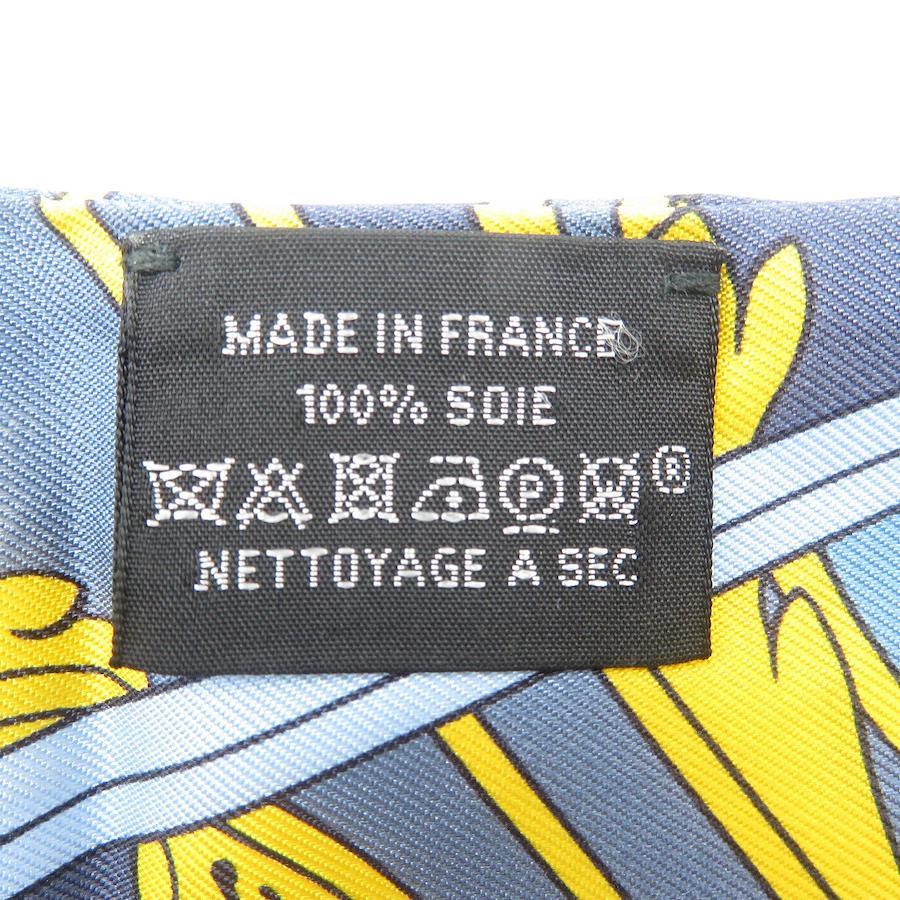 MADE IN FRANCE
100% SOIE
P W ®
NETTOYAGE A SEC